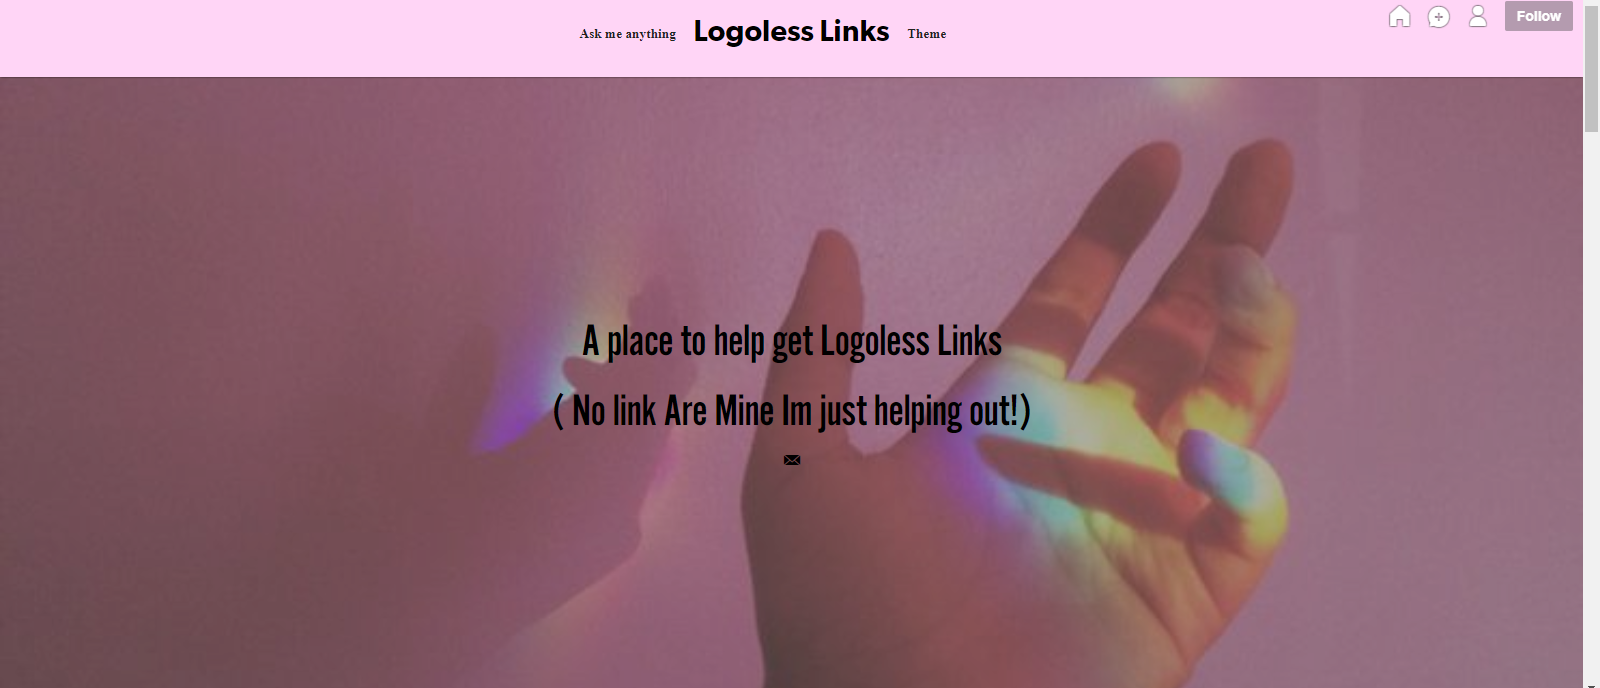 Ask me anything Logoless Links Theme
Follow
A place to help get Logoless Links
( No link Are Mine Im just helping out!)